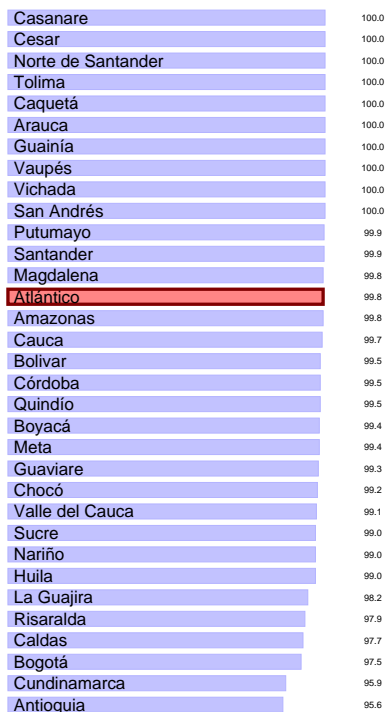 Casanare 100.0
Cesar 100.0
Norte de Santander 100.0
Tolima 100.0
Caquetá 100.0
Arauca 100.0
Guainía 100.0
Vaupés 100.0
Vichada 100.0
San Andrés 100.0
Putumayo 99.9
Santander 99.9
Magdalena 99.8
Atlántico 99.8
Amazonas 99.8
Cauca 99.7
Bolivar 99.5
Córdoba 99.5
Quindío 99.5
Boyacá 99.4
Meta 99.4
Guaviare 99.3
Chocó 99.2
Valle del Cauca 99.1
Sucre 99.0
Nariño 99.0
Huila 99.0
La Guajira 98.2
Risaralda 97.9
Caldas 97.7
Bogotá 97.5
Cundinamarca 95.9
Antioquia 95.6